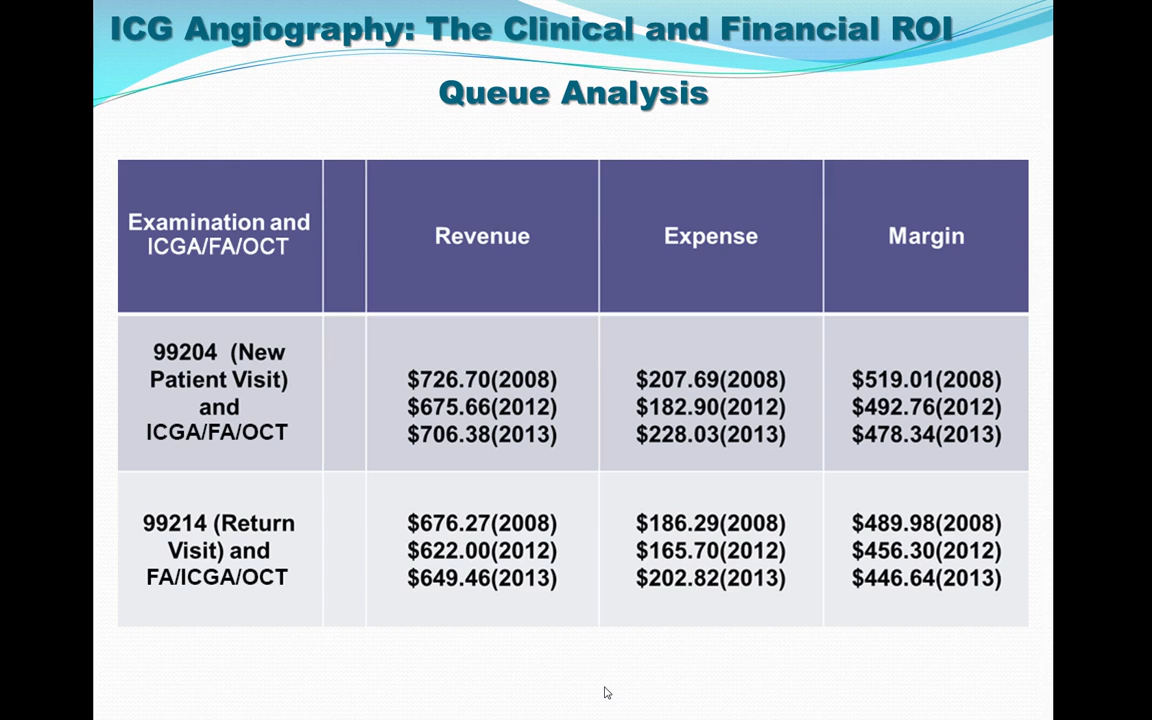 ICG Angiography: The Clinical and Financial ROI
Queue Analysis
Examination and
ICGA/FA/OCT
Revenue
Expense
Margin
99204 (New
Patient Visit)
and
ICGA/FA/OCT
$726.70(2008)
$675.66(2012)
$706.38(2013)
$207.69(2008)
$182.90(2012)
$228.03(2013)
$519.01(2008)
$492.76(2012)
$478.34(2013)
99214 (Return
Visit) and
FA/ICGA/OCT
$676.27(2008)
$622.00(2012)
$649.46(2013)
$186.29(2008)
$165.70(2012)
$202.82(2013)
$489.98(2008)
$456.30(2012)
$446.64(2013)